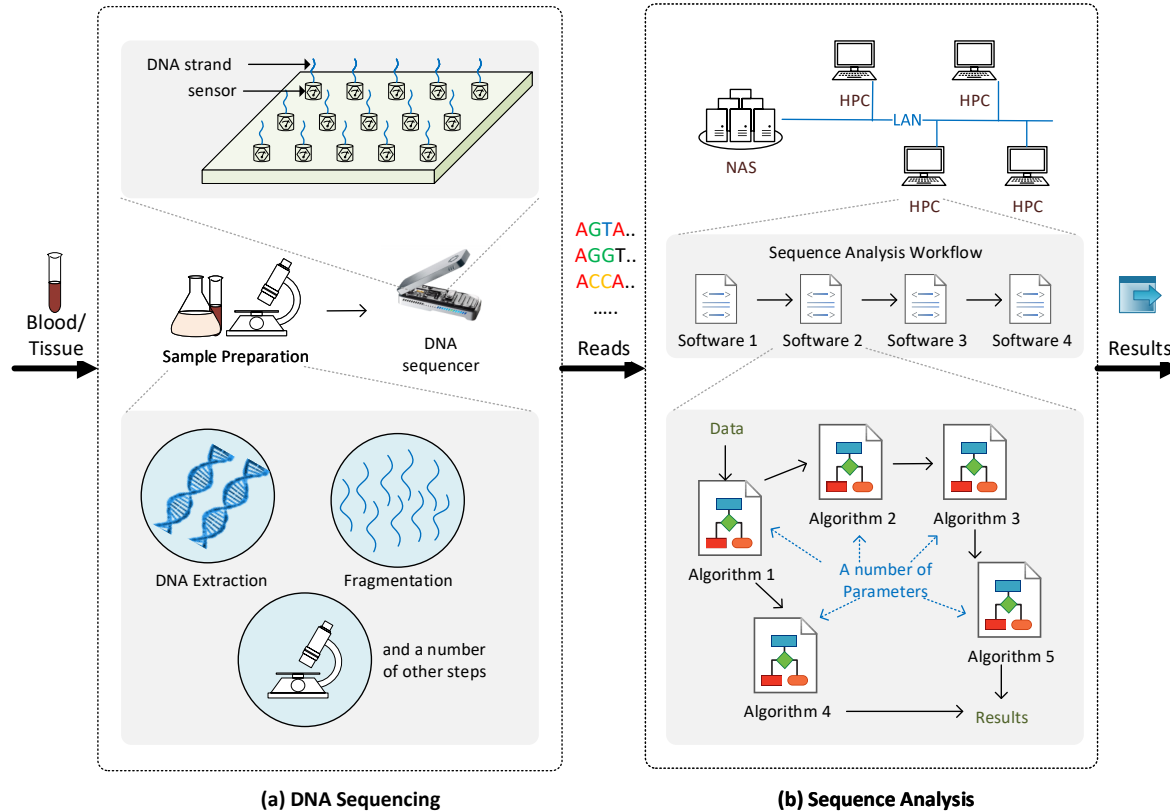 DNA strand
sensor
Blood/
Tissue
Sample Preparation
DNA
sequencer
DNA Extraction
Fragmentation
and a number
of other steps
(a) DNA Sequencing
AGTA..
AGGT..
ACCA..
.....
Reads
HPC
HPC
LAN
NAS
HPC
HPC
Sequence Analysis Workflow
Software 1
Software 2
Software 3
Software 4
Data
Algorithm 2
Algorithm 3
Algorithm 1
A number of
Parameters
Algorithm 5
Algorithm 4
Results
(b) Sequence Analysis
Results